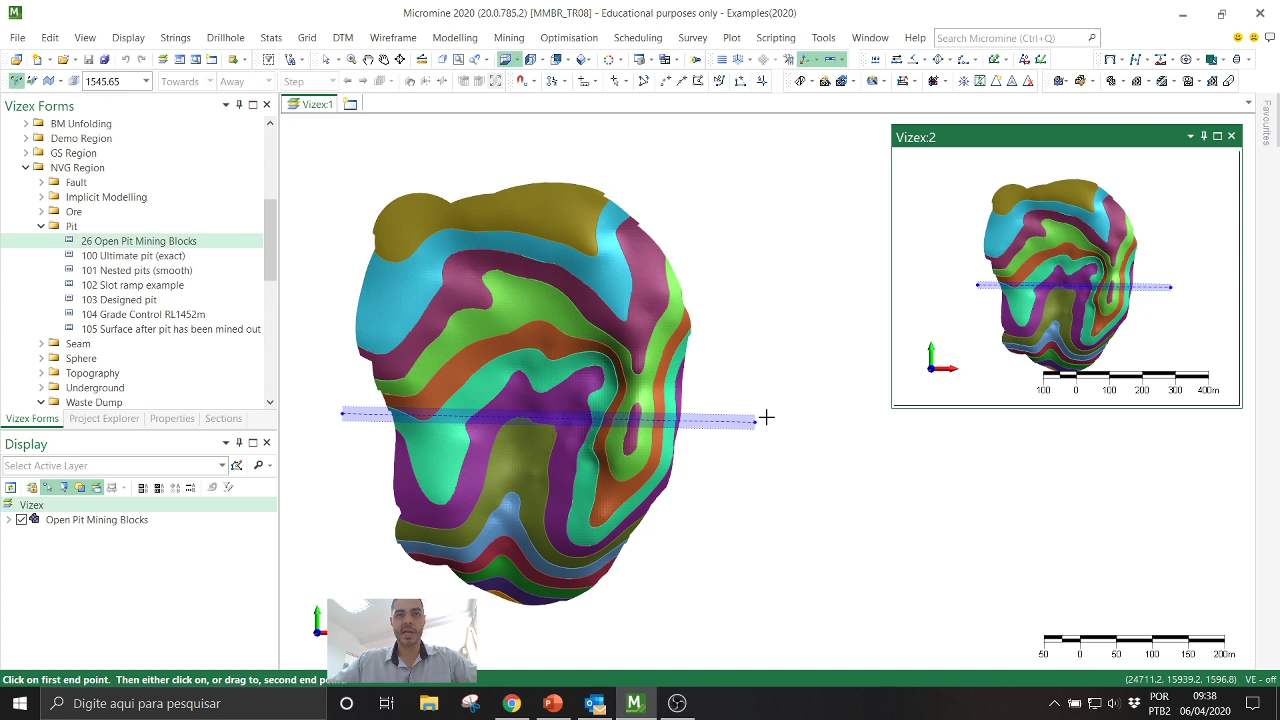 Micromine 2020 (20.0.785.2) [MMBR_TR08] - Educational purposes only - Examples(2020)
File Edit View Display Strings Drillhole Stats Grid DTM Wireframe Modelling Mining Optimisation Scheduling Survey Plot Scripting Tools Window Help Search Micromine (Ctrl+Q)
1545.65 Towards Away Step
Vizex Forms
Vizex:1
Favourites
BM Unfolding
Demo Region
GS Region
NVG Region
Fault
Implicit Modelling
Ore
Pit
26 Open Pit Mining Blocks
100 Ultimate pit (exact)
101 Nested pits (smooth)
102 Slot ramp example
103 Designed pit
104 Grade Control RL1452m
105 Surface after pit has been mined out
Seam
Sphere
Topography
Underground
Waste Dump
Vizex Forms Project Explorer Properties Sections
Display
Select Active Layer
Vizex
Open Pit Mining Blocks
Vizex:2
100 0 100 200 300 400m
50 0 50 100 150 200m
Click on first end point. Then either click on, or drag to, second end p
(24711.2, 15939.2, 1596.8) VE - off
Digite aqui para pesquisar
POR
PTB2
09:38
06/04/2020